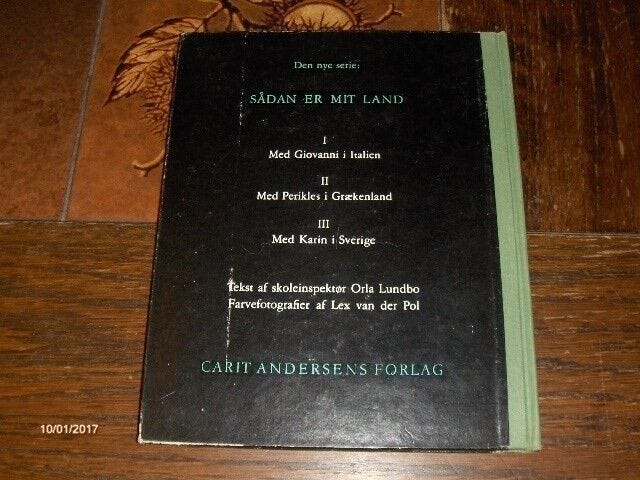 Den nye serie:
SÅDAN ER MIT LAND
I
Med Giovanni i Italien
II
Med Perikles i Grækenland
III
Med Karin i Sverige
Tekst af skoleinspektør Orla Lundbo
Farvefotografier af Lex van der Pol
CARIT ANDERSENS FORLAG
10/01/2017